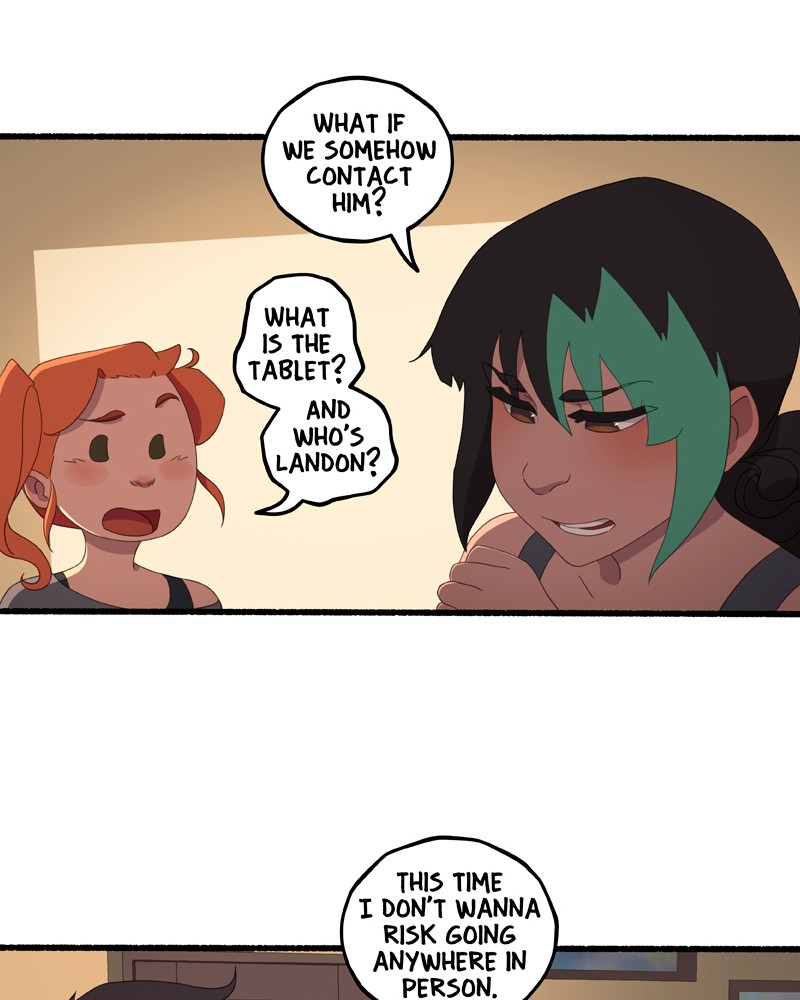 WHAT IF
WE SOMEHOW
CONTACT
HIM?
WHAT
IS THE
TABLET?
AND
WHO'S
LANDON?
THIS TIME
I DON'T WANNA
RISK GOING
ANYWHERE IN
PERSON.